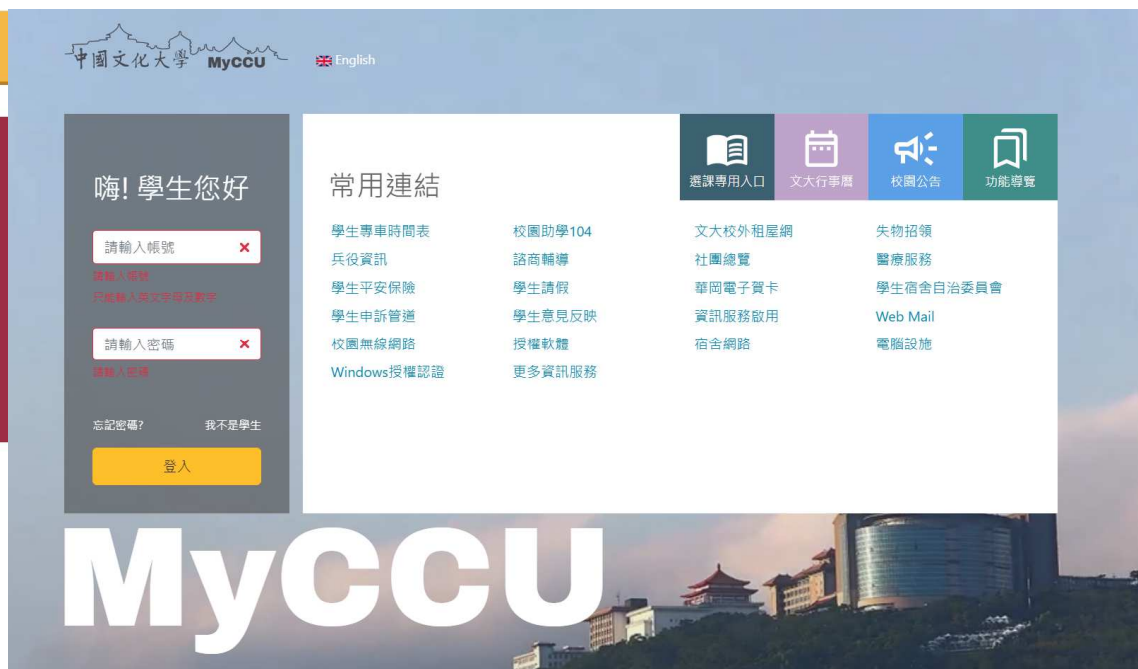 中國文化大學 MyCCU
English
嗨! 學生您好
請輸入帳號
請輸入帳號
只能輸入英文字母及數字
請輸入密碼
請輸入密碼
忘記密碼? 我不是學生
登入
常用連結
選課專用入口 文大行事曆 校園公告 功能導覽
學生專車時間表 校園助學104 文大校外租屋網 失物招領
兵役資訊 諮商輔導 社團總覽 醫療服務
學生平安保險 學生請假 華岡電子賀卡 學生宿舍自治委員會
學生申訴管道 學生意見反映 資訊服務啟用 Web Mail
校園無線網路 授權軟體 宿舍網路 電腦設施
Windows授權認證 更多資訊服務
MyCCU